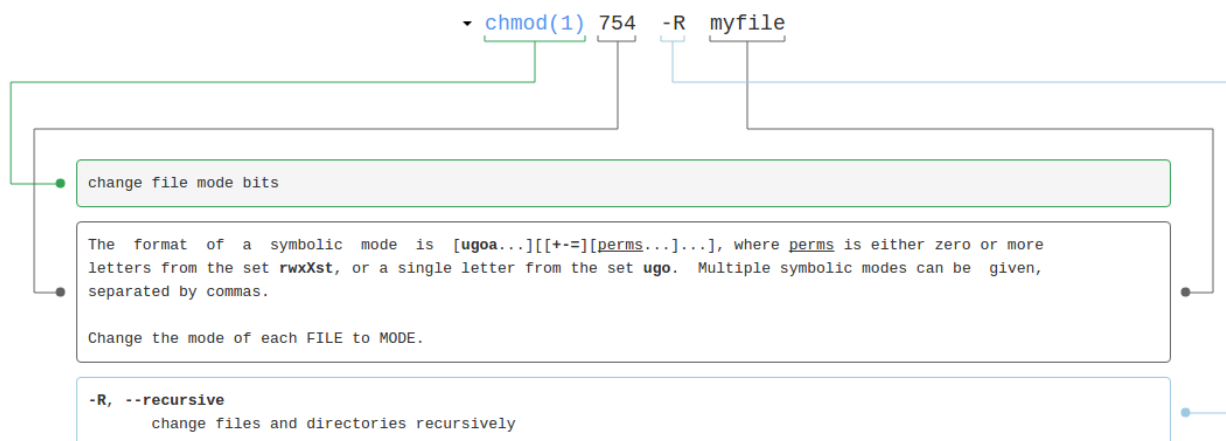 chmod(1) 754 -R myfile
change file mode bits
The format of a symbolic mode is [ugoa...][[+-=][perms...]...], where perms is either zero or more
letters from the set rwxXst, or a single letter from the set ugo. Multiple symbolic modes can be given,
separated by commas.
Change the mode of each FILE to MODE.
-R, --recursive
change files and directories recursively